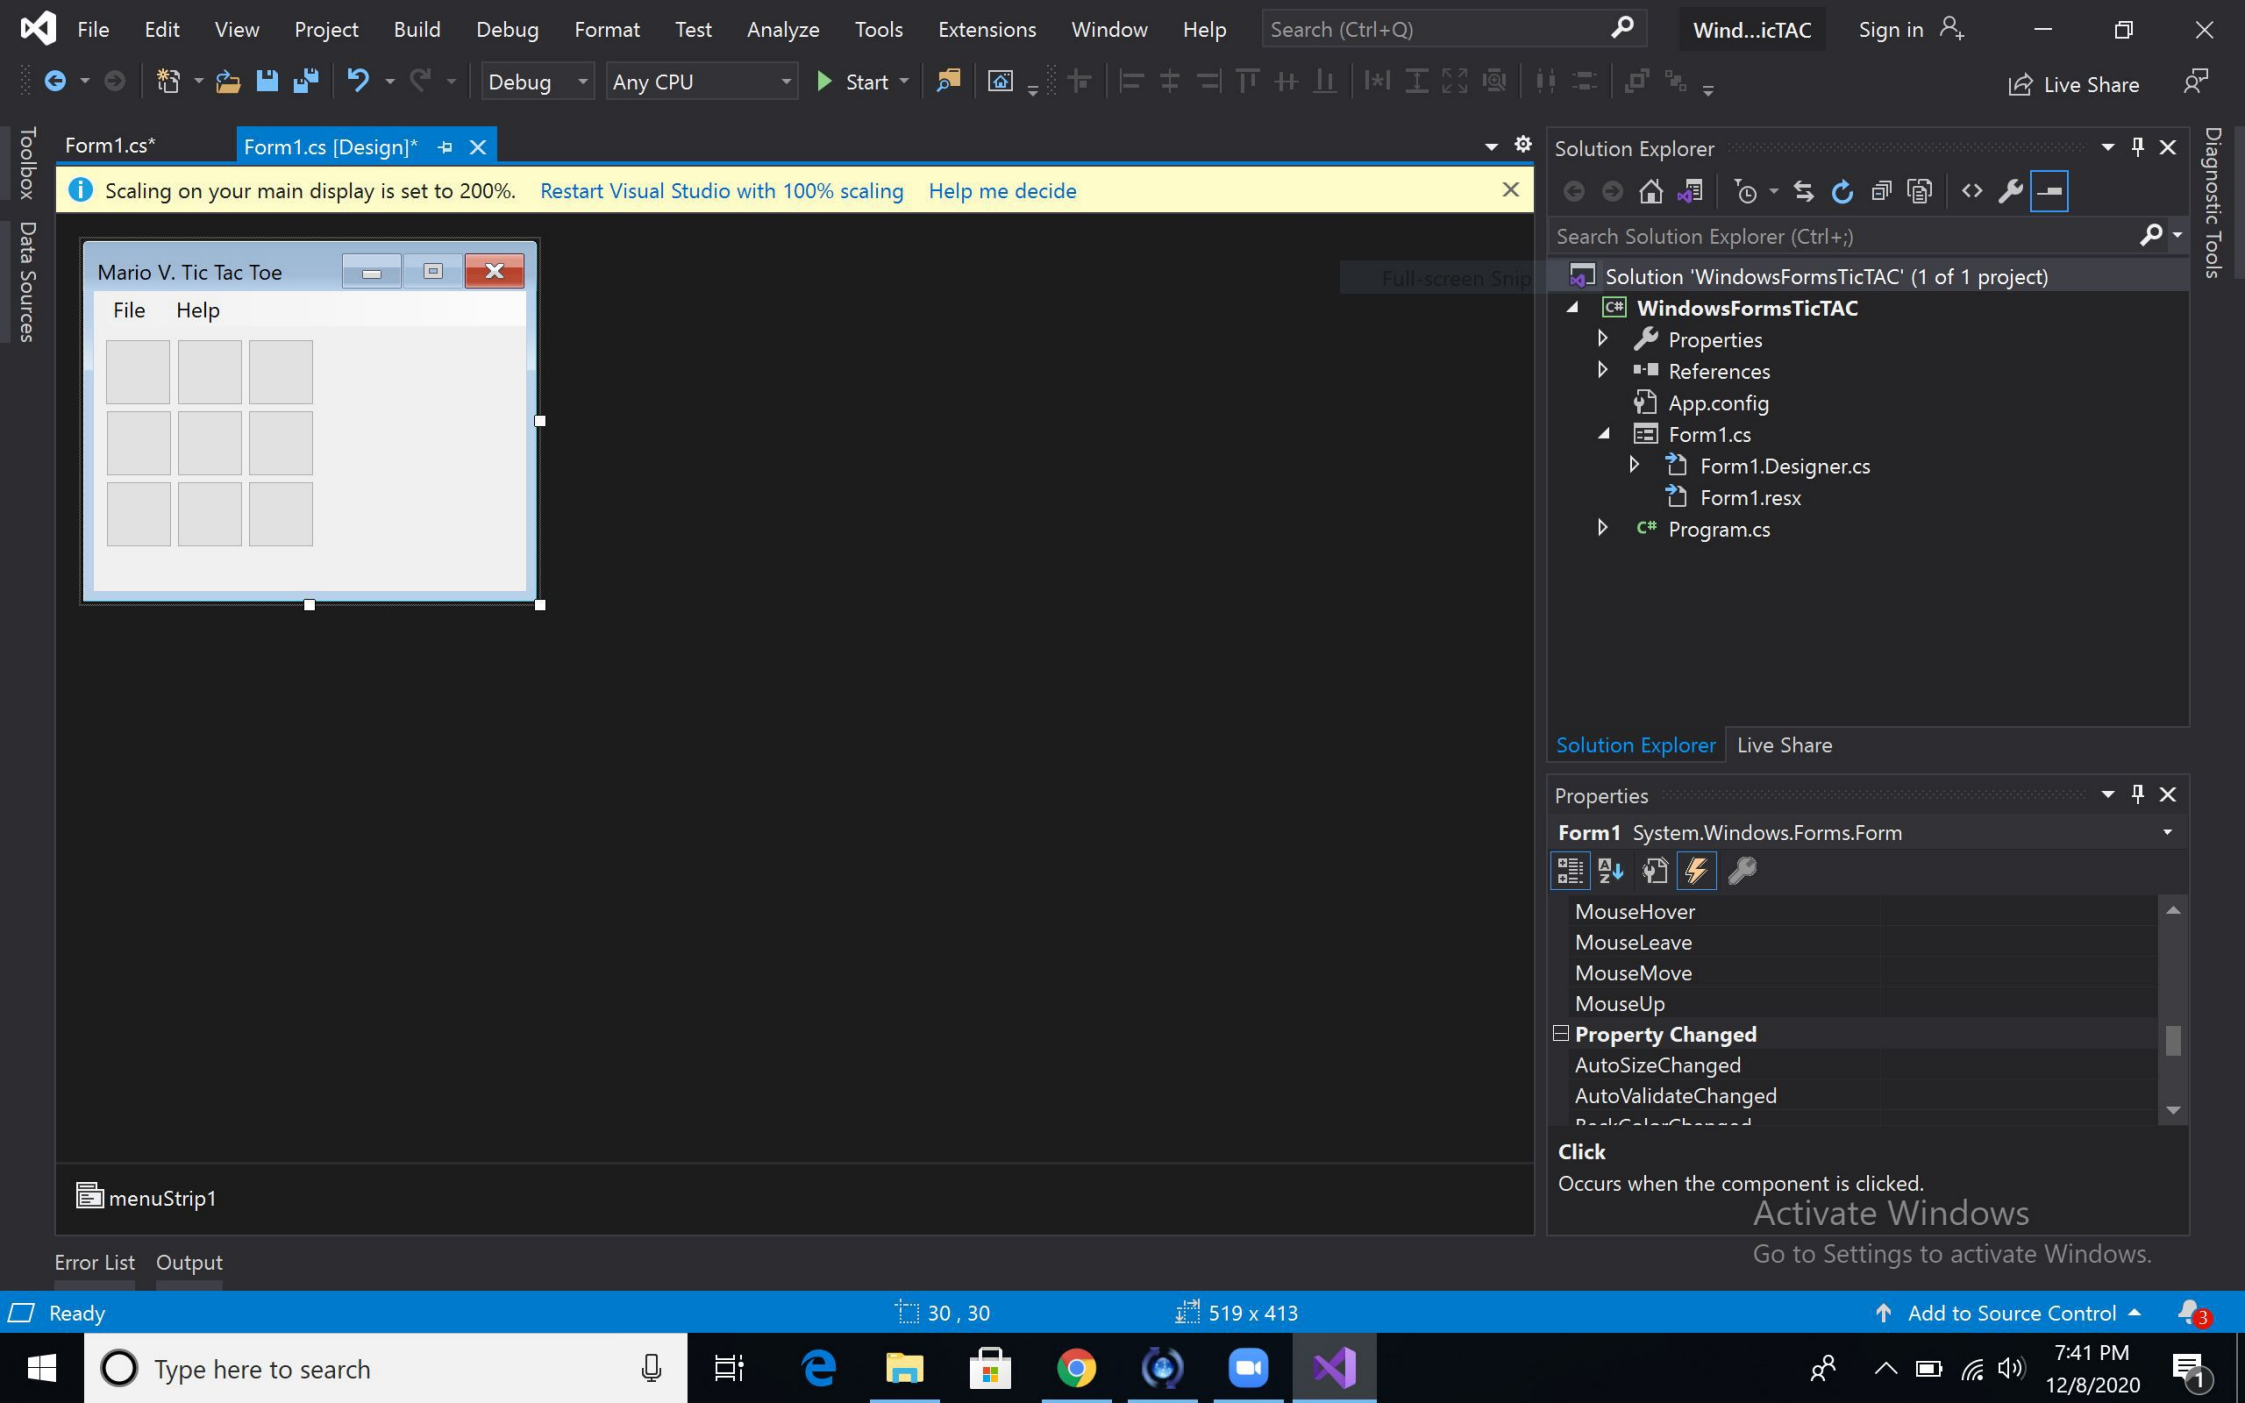 File Edit View Project Build Debug Format Test Analyze Tools Extensions Window Help Search (Ctrl+Q) Wind...icTAC Sign in
Debug Any CPU Start Live Share
Toolbox
Data Sources
Form1.cs* Form1.cs [Design]*
Scaling on your main display is set to 200%. Restart Visual Studio with 100% scaling Help me decide
Mario V. Tic Tac Toe
File Help
Full-screen Snip
menuStrip1
Error List Output
Solution Explorer
Search Solution Explorer (Ctrl+;)
Solution 'WindowsFormsTicTAC' (1 of 1 project)
C# WindowsFormsTicTAC
Properties
References
App.config
Form1.cs
Form1.Designer.cs
Form1.resx
C# Program.cs
Solution Explorer Live Share
Properties
Form1 System.Windows.Forms.Form
MouseHover
MouseLeave
MouseMove
MouseUp
Property Changed
AutoSizeChanged
AutoValidateChanged
BackColorChanged
Click
Occurs when the component is clicked.
Activate Windows
Go to Settings to activate Windows.
Diagnostic Tools
Ready 30 , 30 519 x 413 Add to Source Control 3
Type here to search
7:41 PM
12/8/2020
1